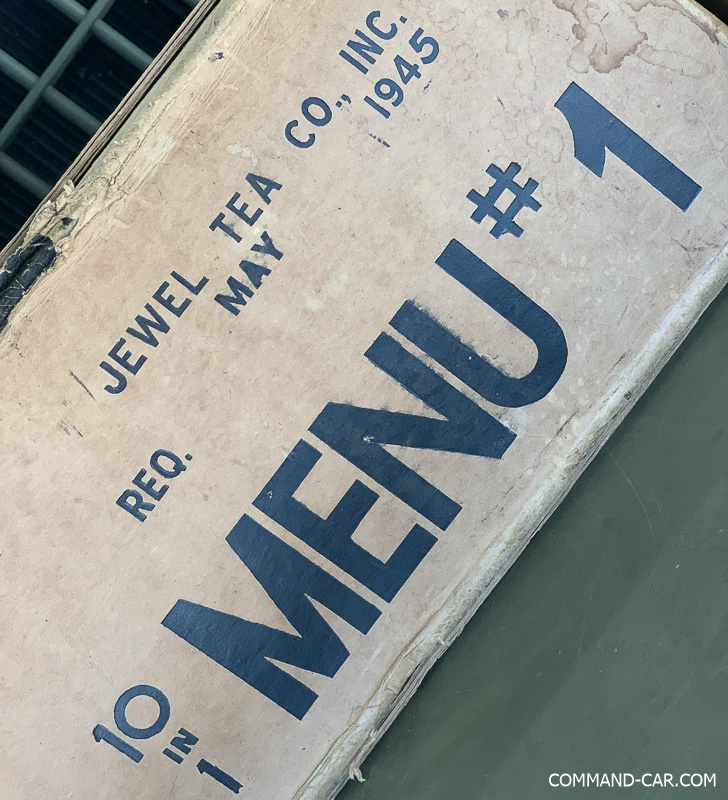 JEWEL TEA CO., INC.
MAY 1945
REQ.
MENU #1
10 IN 1
COMMAND-CAR.COM